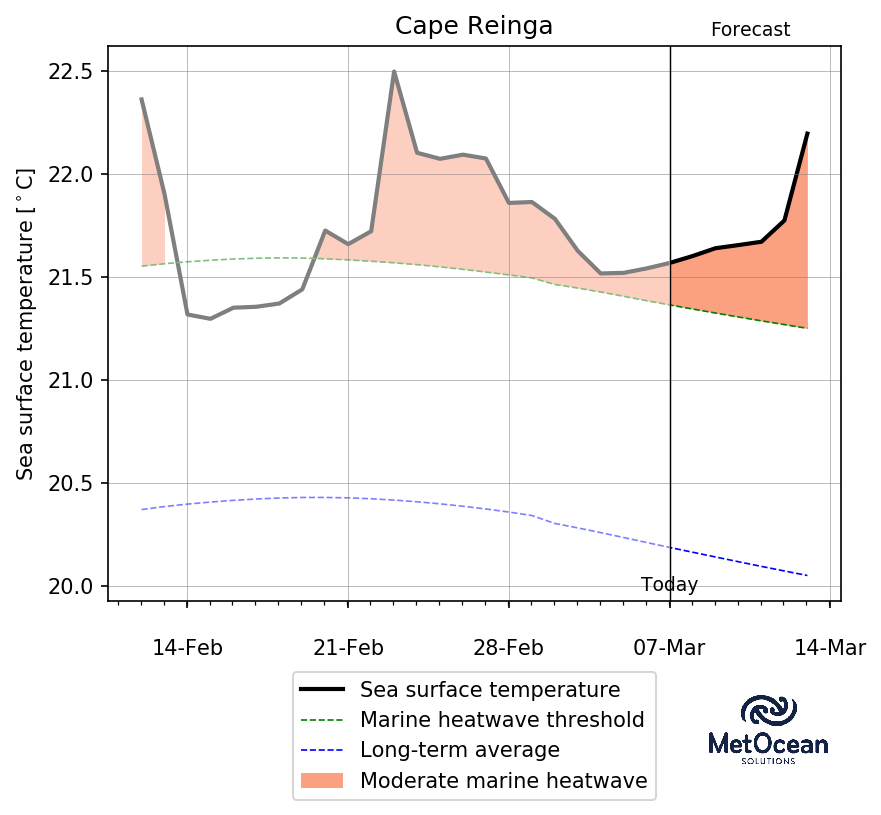 Cape Reinga
Forecast
22.5
22.0
21.5
21.0
20.5
20.0
Sea surface temperature [°C]
Today
14-Feb 21-Feb 28-Feb 07-Mar 14-Mar
Sea surface temperature
Marine heatwave threshold
Long-term average
Moderate marine heatwave
MetOcean
SOLUTIONS